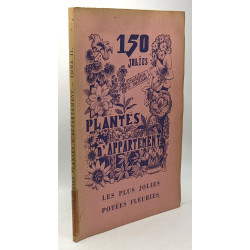 150
JOLIES
PLANTES
D'APPARTEMENT
LES PLUS JOLIES
POTÉES FLEURIES